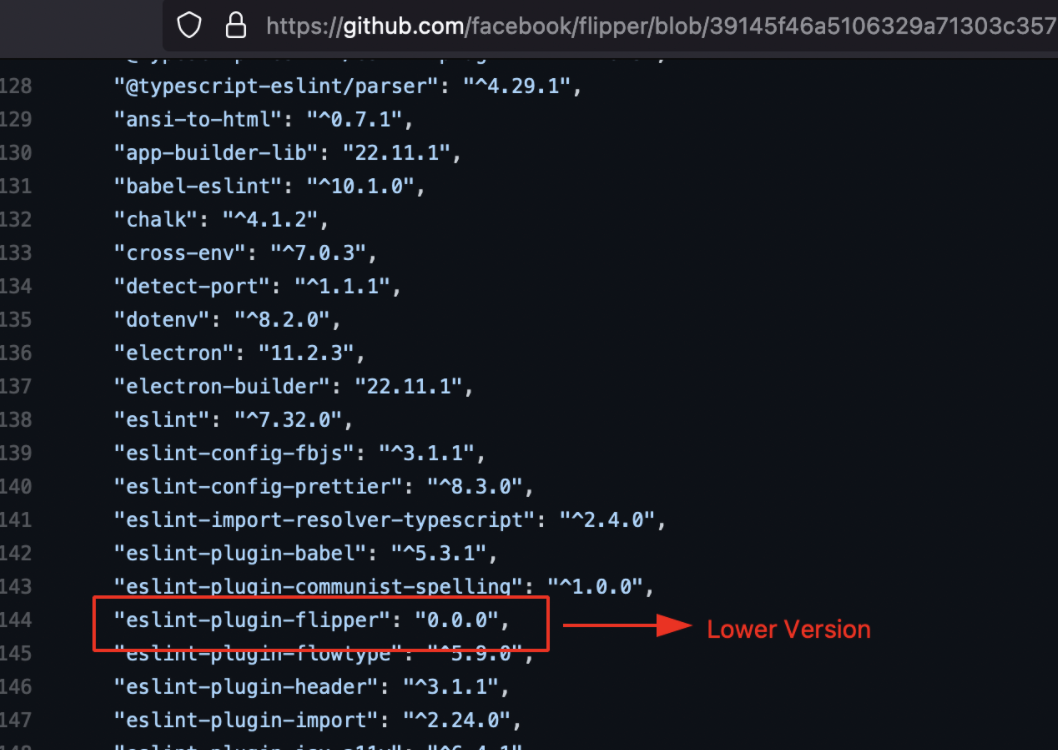 https://github.com/facebook/flipper/blob/39145f46a5106329a71303c357
128 "@typescript-eslint/parser": "^4.29.1",
129 "ansi-to-html": "^0.7.1",
130 "app-builder-lib": "22.11.1",
131 "babel-eslint": "^10.1.0",
132 "chalk": "^4.1.2",
133 "cross-env": "^7.0.3",
134 "detect-port": "^1.1.1",
135 "dotenv": "^8.2.0",
136 "electron": "11.2.3",
137 "electron-builder": "22.11.1",
138 "eslint": "^7.32.0",
139 "eslint-config-fbjs": "^3.1.1",
140 "eslint-config-prettier": "^8.3.0",
141 "eslint-import-resolver-typescript": "^2.4.0",
142 "eslint-plugin-babel": "^5.3.1",
143 "eslint-plugin-communist-spelling": "^1.0.0",
144 "eslint-plugin-flipper": "0.0.0", Lower Version
145 "eslint-plugin-flowtype": "^5.9.0",
146 "eslint-plugin-header": "^3.1.1",
147 "eslint-plugin-import": "^2.24.0",